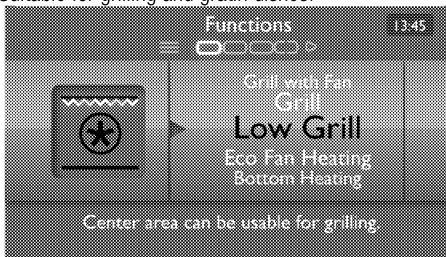 Suitable for grilling and gratin dishes.
Functions
13:45
Grill with Fan
Grill
Low Grill
Eco Fan Heating
Bottom Heating
Center area can be usable for grilling.